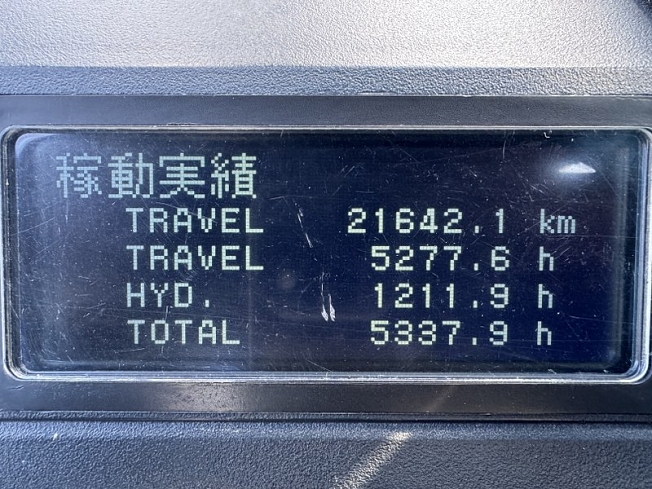 稼動実績
TRAVEL 21642.1 km
TRAVEL 5277.6 h
HYD. 1211.9 h
TOTAL 5337.9 h